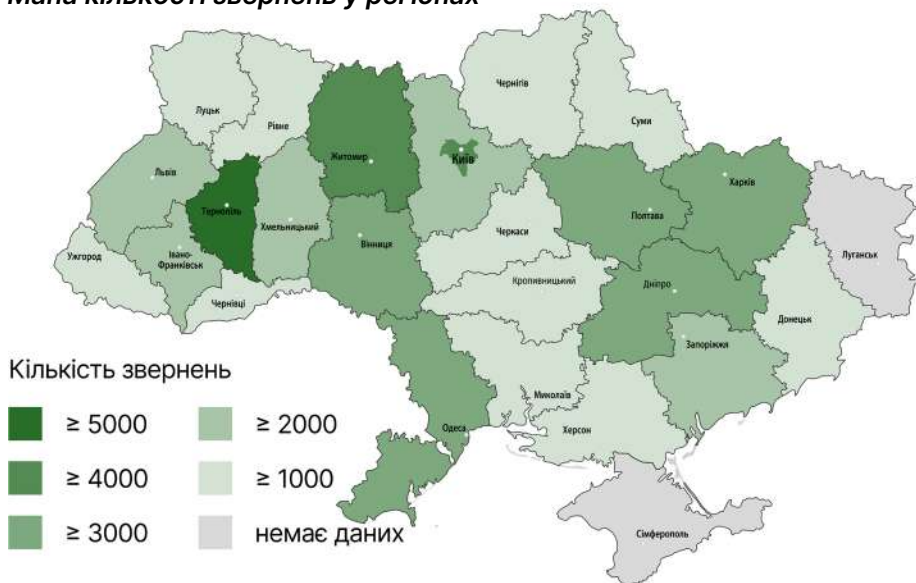 Мапа кількості звернень у регіонах
Чернігів
Луцьк
Рівне
Суми
Житомир
Київ
Львів
Харків
Тернопіль
Полтава
Хмельницький
Вінниця
Черкаси
Івано-
Франківськ
Ужгород
Луганськ
Кропивницький
Дніпро
Чернівці
Донецьк
Запоріжжя
Миколаїв
Одеса
Херсон
Сімферополь
Кількість звернень
≥ 5000
≥ 2000
≥ 4000
≥ 1000
≥ 3000
немає даних